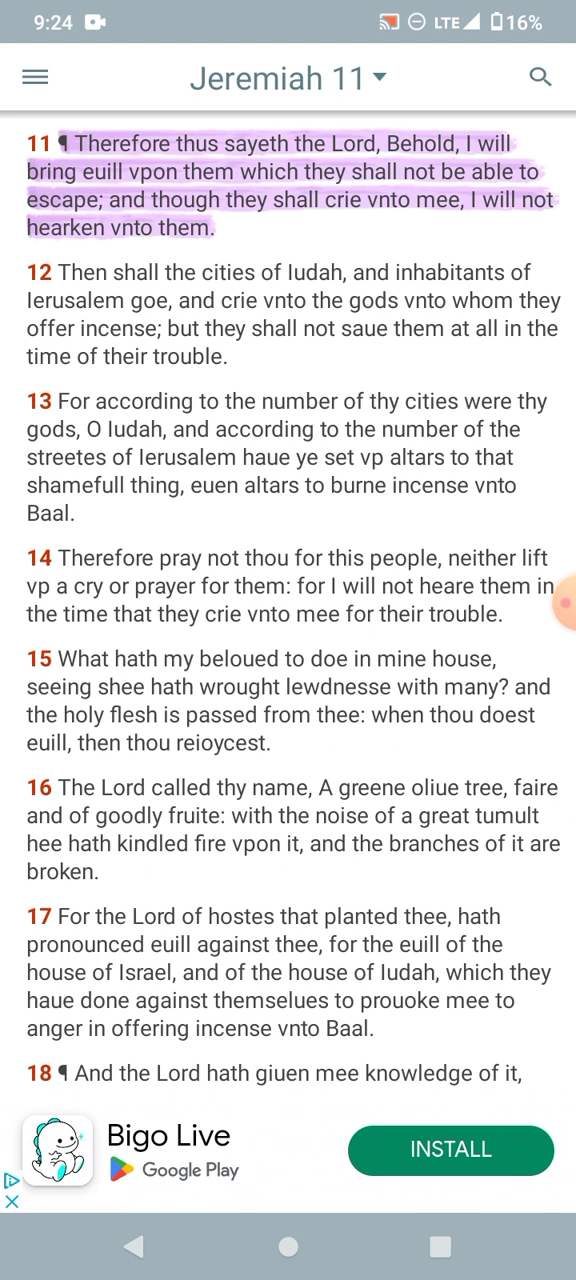 9:24 LTE 16%
Jeremiah 11
11 ¶ Therefore thus sayeth the Lord, Behold, I will
bring euill vpon them which they shall not be able to
escape; and though they shall crie vnto mee, I will not
hearken vnto them.
12 Then shall the cities of Iudah, and inhabitants of
Ierusalem goe, and crie vnto the gods vnto whom they
offer incense; but they shall not saue them at all in the
time of their trouble.
13 For according to the number of thy cities were thy
gods, O Iudah, and according to the number of the
streetes of Ierusalem haue ye set vp altars to that
shamefull thing, euen altars to burne incense vnto
Baal.
14 Therefore pray not thou for this people, neither lift
vp a cry or prayer for them: for I will not heare them in
the time that they crie vnto mee for their trouble.
15 What hath my beloued to doe in mine house,
seeing shee hath wrought lewdnesse with many? and
the holy flesh is passed from thee: when thou doest
euill, then thou reioycest.
16 The Lord called thy name, A greene oliue tree, faire
and of goodly fruite: with the noise of a great tumult
hee hath kindled fire vpon it, and the branches of it are
broken.
17 For the Lord of hostes that planted thee, hath
pronounced euill against thee, for the euill of the
house of Israel, and of the house of Iudah, which they
haue done against themselues to prouoke mee to
anger in offering incense vnto Baal.
18 ¶ And the Lord hath giuen mee knowledge of it,
Bigo Live
Google Play
INSTALL